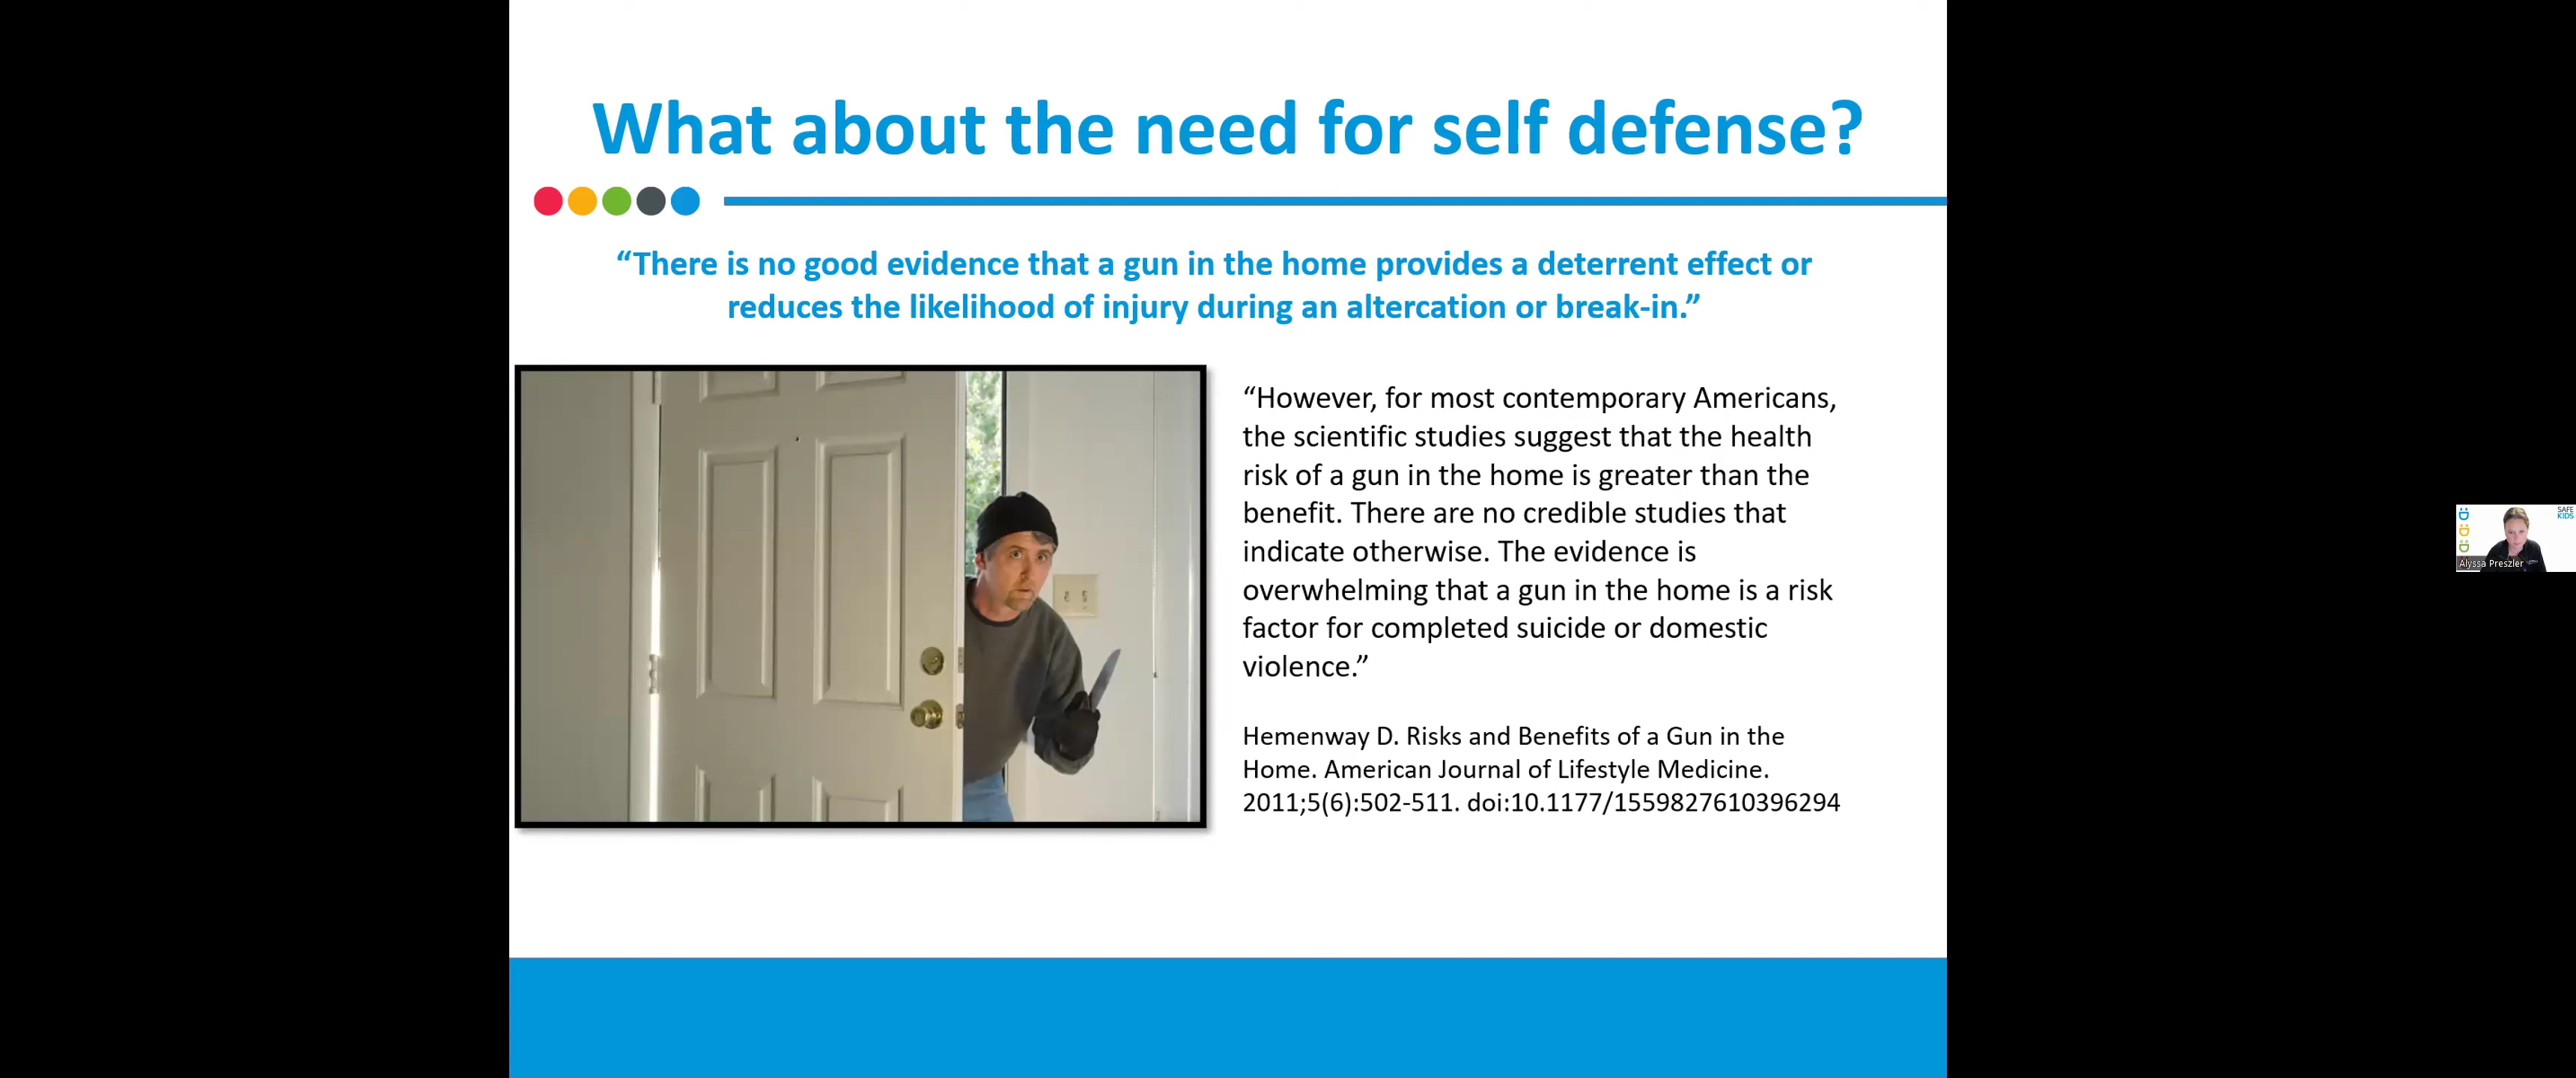 What about the need for self defense?
“There is no good evidence that a gun in the home provides a deterrent effect or
reduces the likelihood of injury during an altercation or break-in.”
“However, for most contemporary Americans,
the scientific studies suggest that the health
risk of a gun in the home is greater than the
benefit. There are no credible studies that
indicate otherwise. The evidence is
overwhelming that a gun in the home is a risk
factor for completed suicide or domestic
violence.”
Hemenway D. Risks and Benefits of a Gun in the
Home. American Journal of Lifestyle Medicine.
2011;5(6):502-511. doi:10.1177/1559827610396294
SAFE
KIDS
Alyssa Preszler